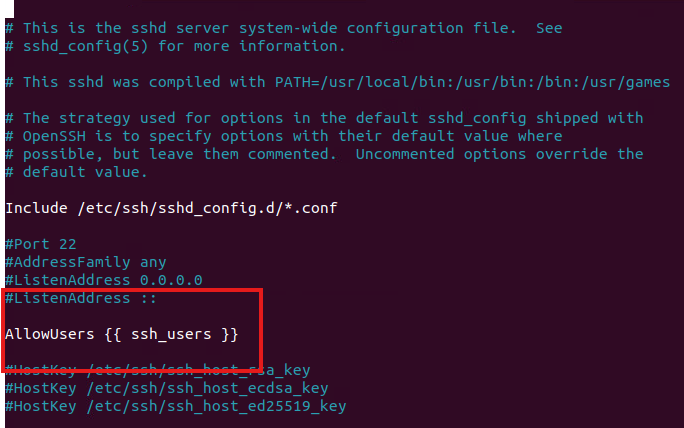 # This is the sshd server system-wide configuration file.  See
# sshd_config(5) for more information.
# This sshd was compiled with PATH=/usr/local/bin:/usr/bin:/bin:/usr/games
# The strategy used for options in the default sshd_config shipped with
# OpenSSH is to specify options with their default value where
# possible, but leave them commented.  Uncommented options override the
# default value.
Include /etc/ssh/sshd_config.d/*.conf
#Port 22
#AddressFamily any
#ListenAddress 0.0.0.0
#ListenAddress ::
AllowUsers {{ ssh_users }}
#HostKey /etc/ssh/ssh_host_rsa_key
#HostKey /etc/ssh/ssh_host_ecdsa_key
#HostKey /etc/ssh/ssh_host_ed25519_key